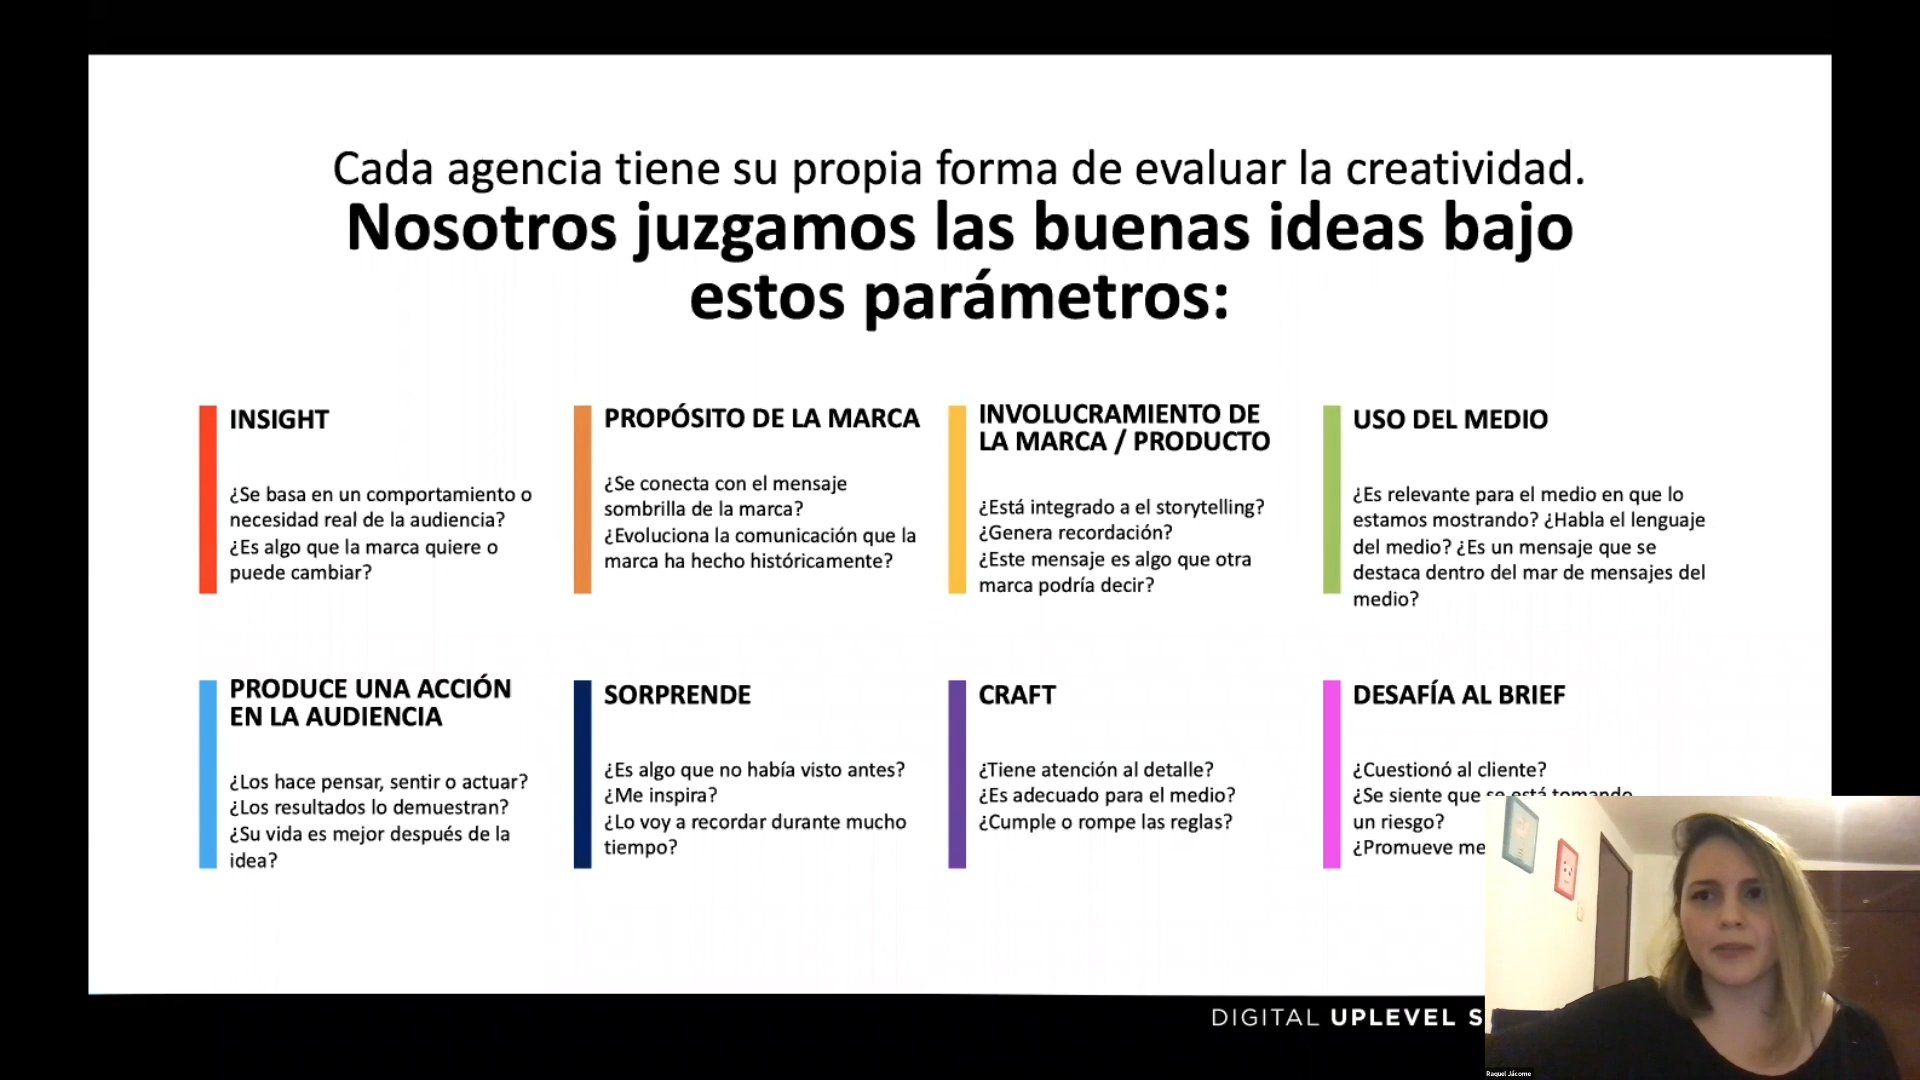 Cada agencia tiene su propia forma de evaluar la creatividad.
Nosotros juzgamos las buenas ideas bajo
estos parámetros:
INSIGHT
¿Se basa en un comportamiento o
necesidad real de la audiencia?
¿Es algo que la marca quiere o
puede cambiar?
PROPÓSITO DE LA MARCA
¿Se conecta con el mensaje
sombrilla de la marca?
¿Evoluciona la comunicación que la
marca ha hecho históricamente?
INVOLUCRAMIENTO DE
LA MARCA / PRODUCTO
¿Está integrado a el storytelling?
¿Genera recordación?
¿Este mensaje es algo que otra
marca podría decir?
USO DEL MEDIO
¿Es relevante para el medio en que lo
estamos mostrando? ¿Habla el lenguaje
del medio? ¿Es un mensaje que se
destaca dentro del mar de mensajes del
medio?
PRODUCE UNA ACCIÓN
EN LA AUDIENCIA
¿Los hace pensar, sentir o actuar?
¿Los resultados lo demuestran?
¿Su vida es mejor después de la
idea?
SORPRENDE
¿Es algo que no había visto antes?
¿Me inspira?
¿Lo voy a recordar durante mucho
tiempo?
CRAFT
¿Tiene atención al detalle?
¿Es adecuado para el medio?
¿Cumple o rompe las reglas?
DESAFÍA AL BRIEF
¿Cuestionó al cliente?
¿Se siente que se está tomando
un riesgo?
¿Promueve me
DIGITAL UPLEVEL S
Raquel Jácome